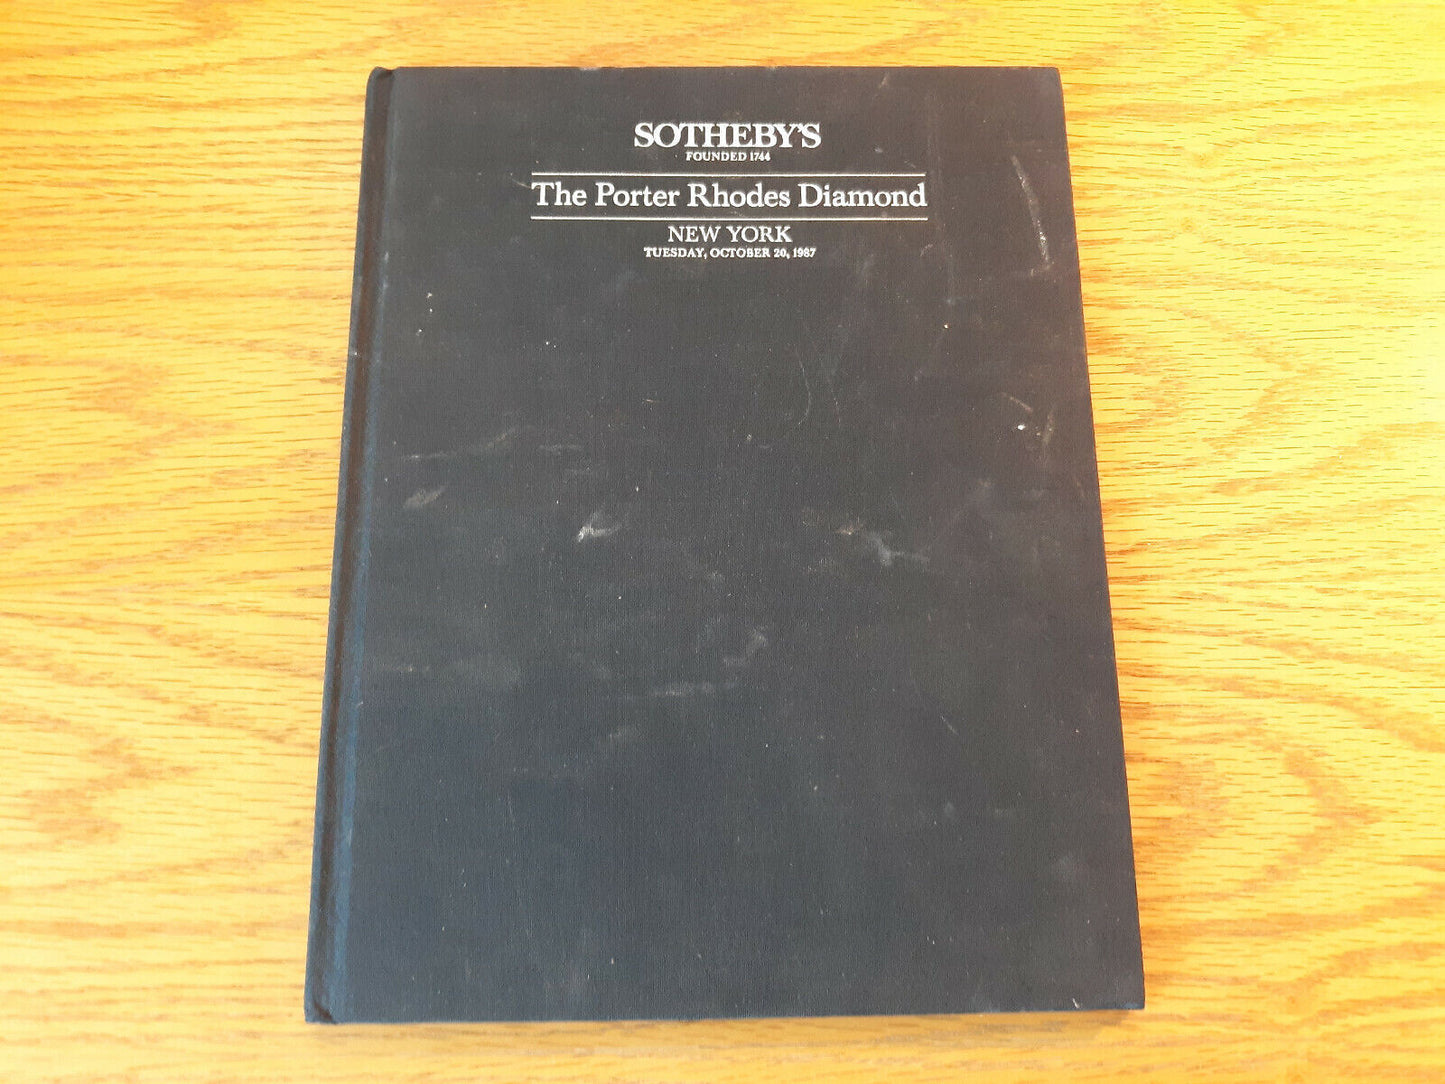 SOTHEBY'S
FOUNDED 1744
The Porter Rhodes Diamond
NEW YORK
TUESDAY, OCTOBER 20, 1987